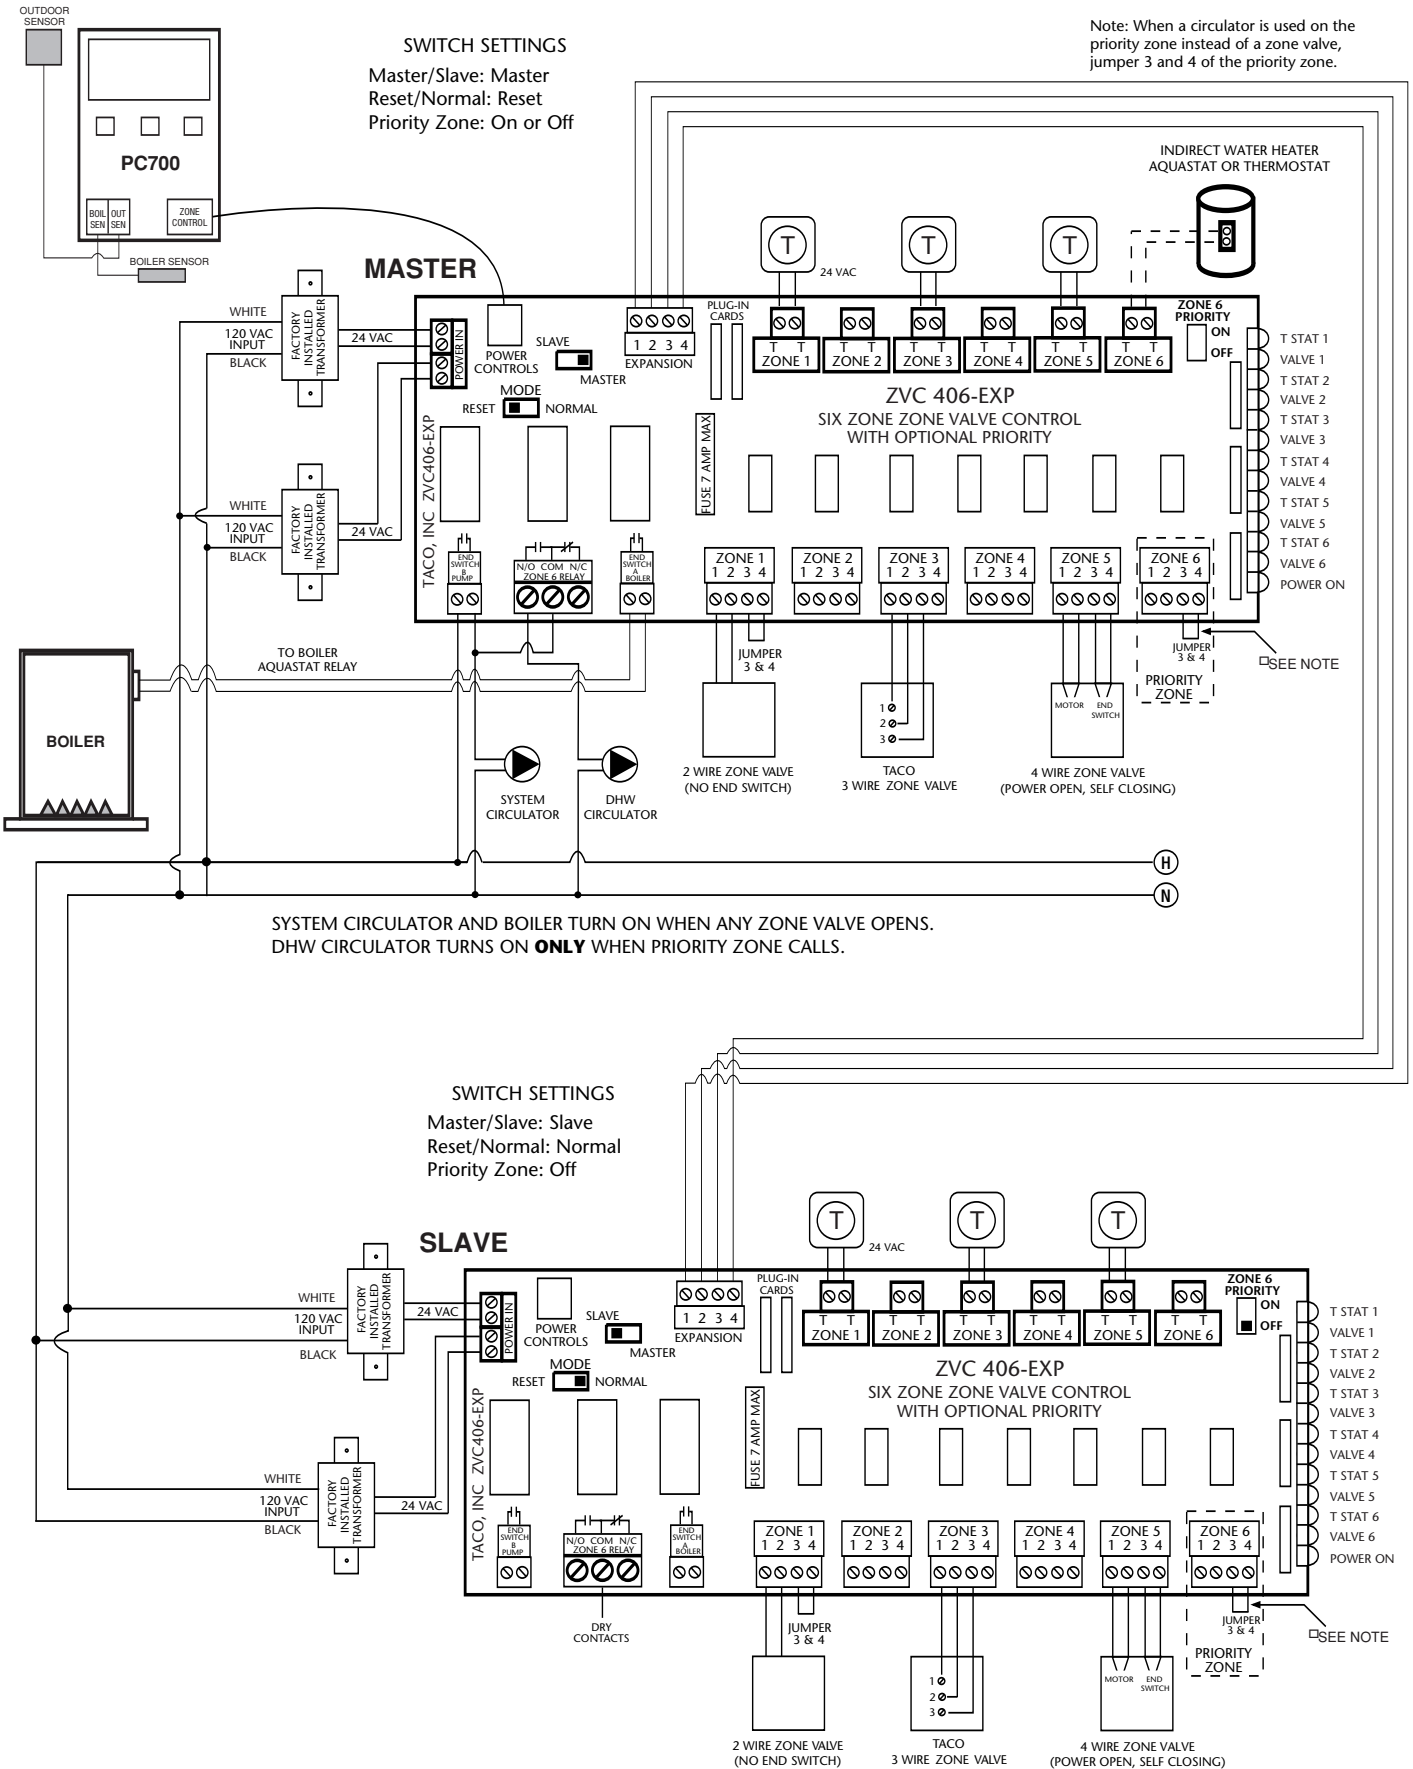 OUTDOOR
SENSOR
SWITCH SETTINGS
Master/Slave: Master
Reset/Normal: Reset
Priority Zone: On or Off
Note: When a circulator is used on the
priority zone instead of a zone valve,
jumper 3 and 4 of the priority zone.
PC700
BOIL
SEN
OUT
SEN
ZONE
CONTROL
BOILER SENSOR
INDIRECT WATER HEATER
AQUASTAT OR THERMOSTAT
MASTER
T
T
T
24 VAC
WHITE
120 VAC
INPUT
BLACK
FACTORY
INSTALLED
TRANSFORMER
24 VAC
POWER IN
POWER
CONTROLS
SLAVE
MASTER
MODE
RESET
NORMAL
1 2 3 4
EXPANSION
PLUG-IN
CARDS
T T
ZONE 1
T T
ZONE 2
T T
ZONE 3
T T
ZONE 4
T T
ZONE 5
T T
ZONE 6
ZONE 6
PRIORITY
ON
OFF
T STAT 1
VALVE 1
T STAT 2
VALVE 2
T STAT 3
VALVE 3
T STAT 4
VALVE 4
T STAT 5
VALVE 5
T STAT 6
VALVE 6
POWER ON
ZVC 406-EXP
SIX ZONE ZONE VALVE CONTROL
WITH OPTIONAL PRIORITY
TACO, INC ZVC406-EXP
FUSE 7 AMP MAX
WHITE
120 VAC
INPUT
BLACK
FACTORY
INSTALLED
TRANSFORMER
24 VAC
END
SWITCH
B
PUMP
N/O COM N/C
ZONE 6 RELAY
END
SWITCH
A
BOILER
ZONE 1
1 2 3 4
ZONE 2
1 2 3 4
ZONE 3
1 2 3 4
ZONE 4
1 2 3 4
ZONE 5
1 2 3 4
ZONE 6
1 2 3 4
JUMPER
3 & 4
JUMPER
3 & 4
SEE NOTE
PRIORITY
ZONE
TO BOILER
AQUASTAT RELAY
BOILER
1
2
3
MOTOR
END
SWITCH
2 WIRE ZONE VALVE
(NO END SWITCH)
TACO
3 WIRE ZONE VALVE
4 WIRE ZONE VALVE
(POWER OPEN, SELF CLOSING)
SYSTEM
CIRCULATOR
DHW
CIRCULATOR
H
N
SYSTEM CIRCULATOR AND BOILER TURN ON WHEN ANY ZONE VALVE OPENS.
DHW CIRCULATOR TURNS ON ONLY WHEN PRIORITY ZONE CALLS.
SWITCH SETTINGS
Master/Slave: Slave
Reset/Normal: Normal
Priority Zone: Off
SLAVE
T
T
T
24 VAC
WHITE
120 VAC
INPUT
BLACK
FACTORY
INSTALLED
TRANSFORMER
24 VAC
POWER IN
POWER
CONTROLS
SLAVE
MASTER
MODE
RESET
NORMAL
1 2 3 4
EXPANSION
PLUG-IN
CARDS
T T
ZONE 1
T T
ZONE 2
T T
ZONE 3
T T
ZONE 4
T T
ZONE 5
T T
ZONE 6
ZONE 6
PRIORITY
ON
OFF
T STAT 1
VALVE 1
T STAT 2
VALVE 2
T STAT 3
VALVE 3
T STAT 4
VALVE 4
T STAT 5
VALVE 5
T STAT 6
VALVE 6
POWER ON
ZVC 406-EXP
SIX ZONE ZONE VALVE CONTROL
WITH OPTIONAL PRIORITY
TACO, INC ZVC406-EXP
FUSE 7 AMP MAX
WHITE
120 VAC
INPUT
BLACK
FACTORY
INSTALLED
TRANSFORMER
24 VAC
END
SWITCH
B
PUMP
N/O COM N/C
ZONE 6 RELAY
END
SWITCH
A
BOILER
ZONE 1
1 2 3 4
ZONE 2
1 2 3 4
ZONE 3
1 2 3 4
ZONE 4
1 2 3 4
ZONE 5
1 2 3 4
ZONE 6
1 2 3 4
DRY
CONTACTS
JUMPER
3 & 4
JUMPER
3 & 4
SEE NOTE
PRIORITY
ZONE
1
2
3
MOTOR
END
SWITCH
2 WIRE ZONE VALVE
(NO END SWITCH)
TACO
3 WIRE ZONE VALVE
4 WIRE ZONE VALVE
(POWER OPEN, SELF CLOSING)